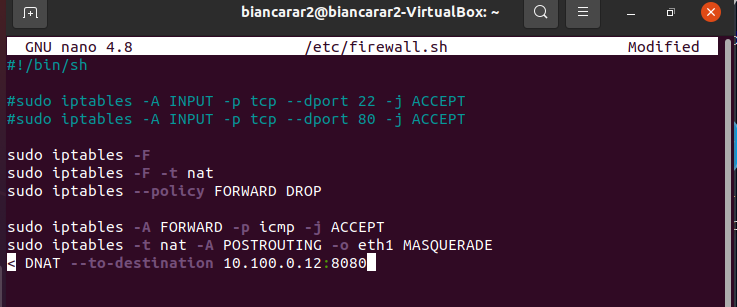 biancarar2@biancarar2-VirtualBox: ~
GNU nano 4.8 /etc/firewall.sh Modified
#!/bin/sh
#sudo iptables -A INPUT -p tcp --dport 22 -j ACCEPT
#sudo iptables -A INPUT -p tcp --dport 80 -j ACCEPT
sudo iptables -F
sudo iptables -F -t nat
sudo iptables --policy FORWARD DROP
sudo iptables -A FORWARD -p icmp -j ACCEPT
sudo iptables -t nat -A POSTROUTING -o eth1 MASQUERADE
< DNAT --to-destination 10.100.0.12:8080